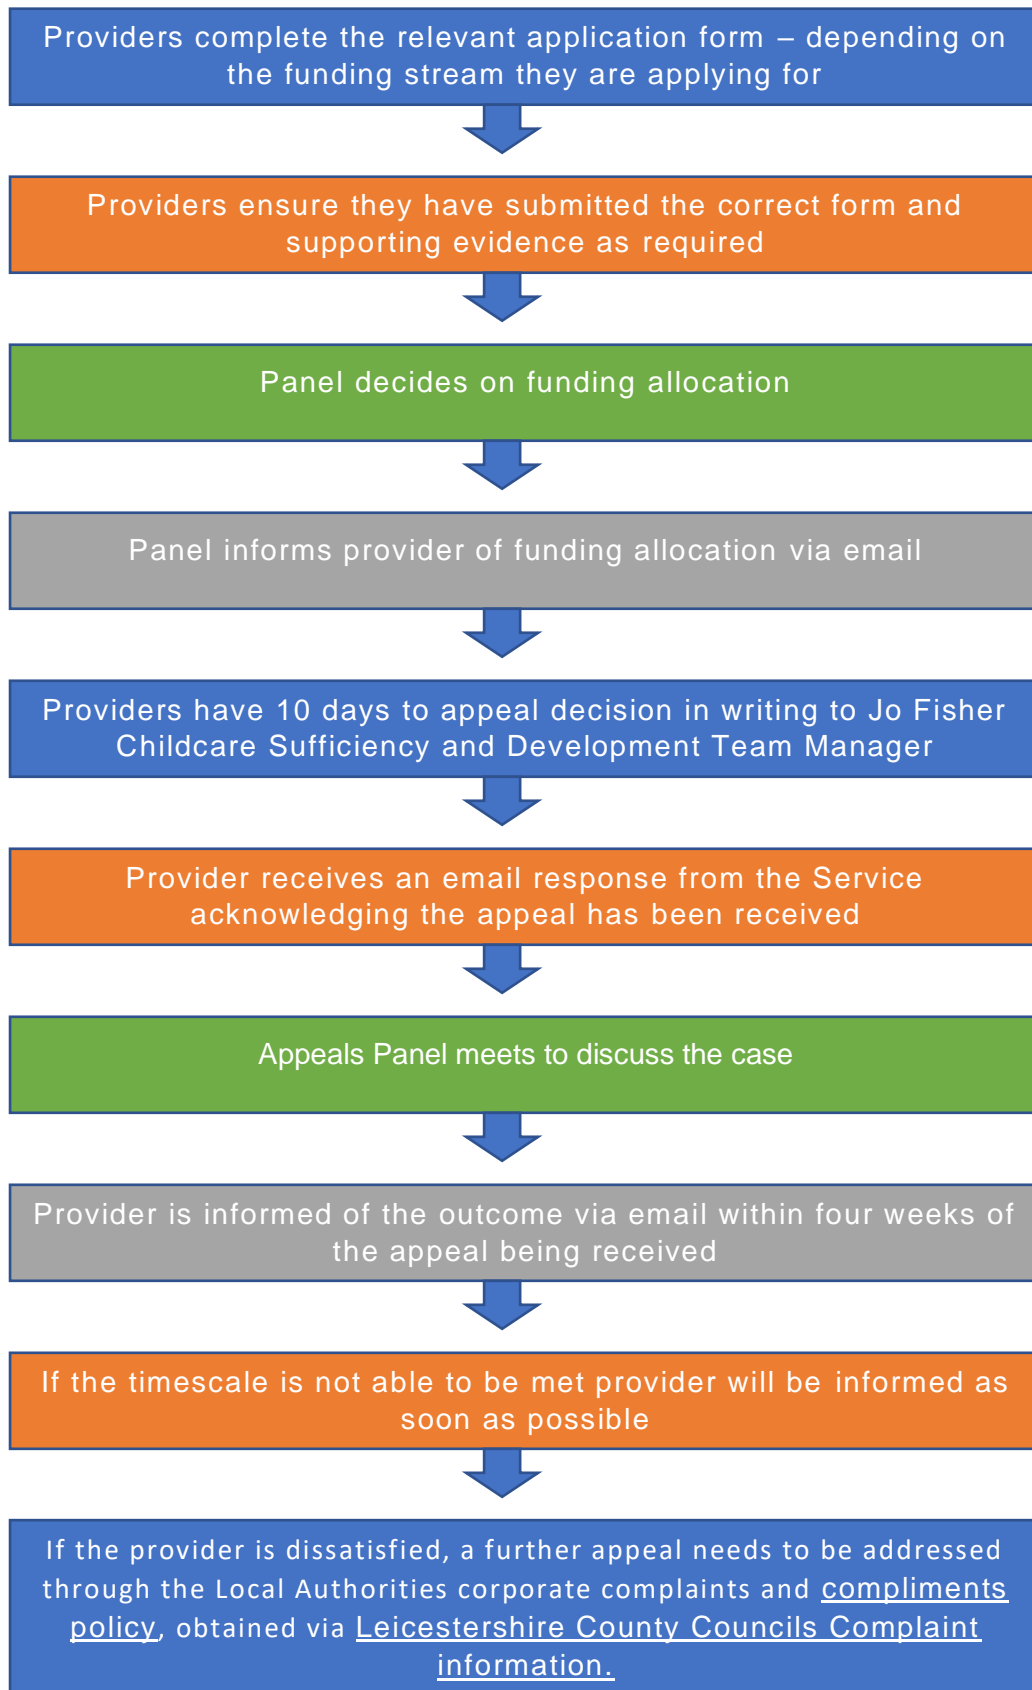 Providers complete the relevant application form – depending on
the funding stream they are applying for
Providers ensure they have submitted the correct form and
supporting evidence as required
Panel decides on funding allocation
Panel informs provider of funding allocation via email
Providers have 10 days to appeal decision in writing to Jo Fisher
Childcare Sufficiency and Development Team Manager
Provider receives an email response from the Service
acknowledging the appeal has been received
Appeals Panel meets to discuss the case
Provider is informed of the outcome via email within four weeks of
the appeal being received
If the timescale is not able to be met provider will be informed as
soon as possible
If the provider is dissatisfied, a further appeal needs to be addressed
through the Local Authorities corporate complaints and compliments
policy, obtained via Leicestershire County Councils Complaint
information.